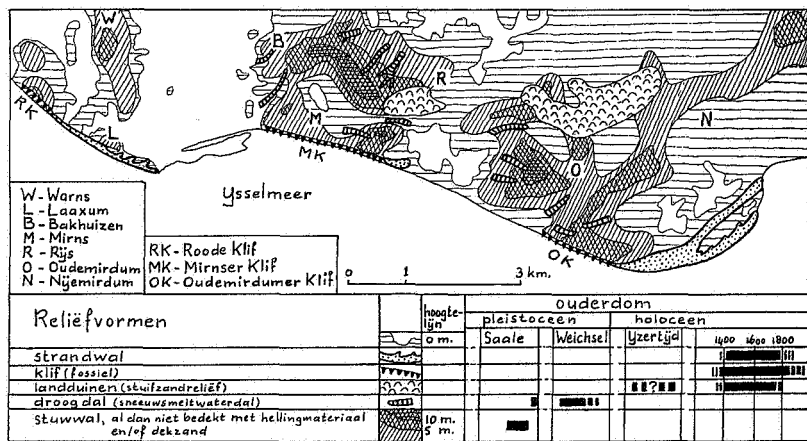 W
B
R
RK
L
M
N
MK
O
Ysselmeer
OK
W - Warns
L - Laaxum
B - Bakhuizen
M - Mirns
R - Rijs
O - Oudemirdum
N - Nijemirdum
RK - Roode Klif
MK - Mirnser Klif
OK - Oudemirdumer Klif
0 1 3 km.
Reliëfvormen
hoogte-
lijn
0 m.
ouderdom
pleistoceen
holoceen
Saale
Weichsel
Yzertijd
1400 1600 1800
strandwal
klif (fossiel)
landduinen (stuifzandreliëf)
?
droogdal (sneeuwsmeltwaterdal)
stuwwal, al dan niet bedekt met hellingmateriaal
en/of dekzand
10 m.
5 m.